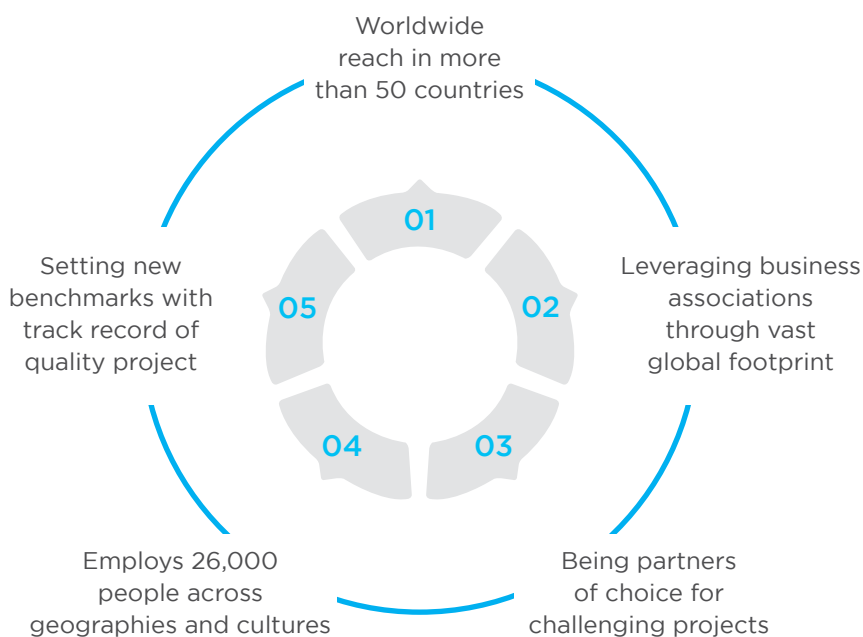 Worldwide
reach in more
than 50 countries
01
Leveraging business
associations
through vast
global footprint
02
Being partners
of choice for
challenging projects
03
Employs 26,000
people across
geographies and cultures
04
Setting new
benchmarks with
track record of
quality project
05